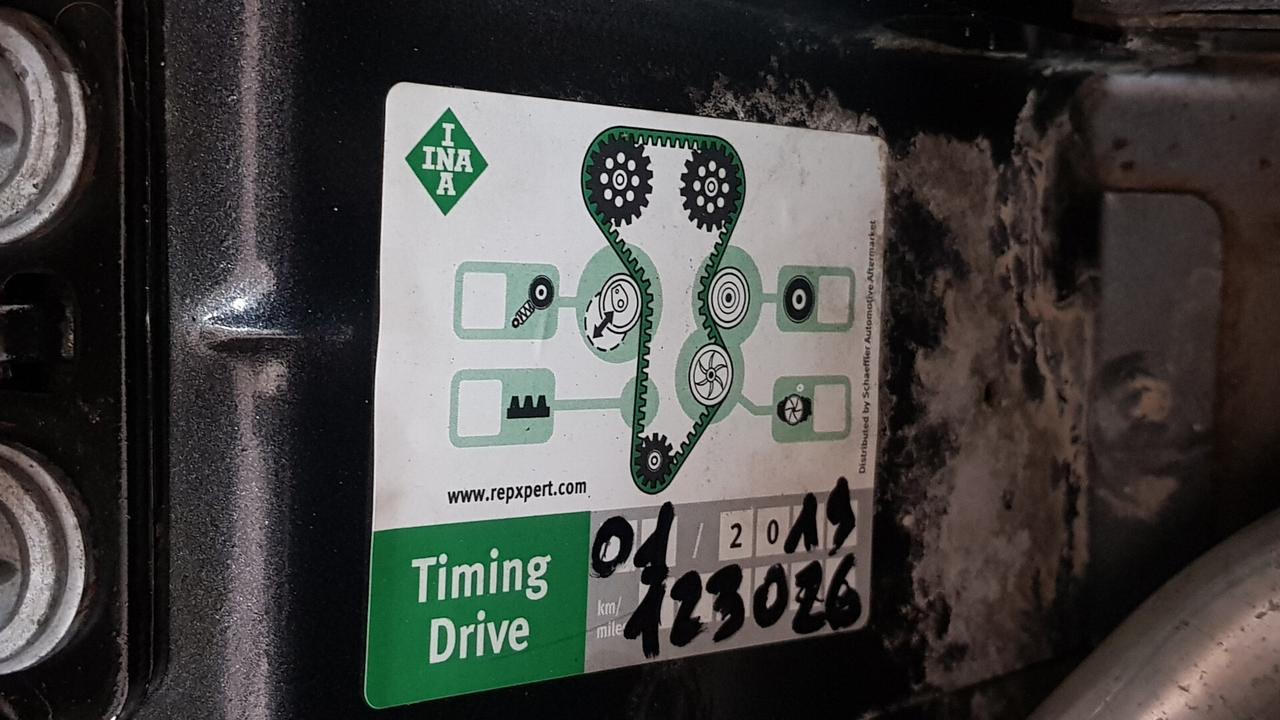 I
INA
A
Distributed by Schaeffler Automotive Aftermarket
www.repxpert.com
Timing
Drive
01 / 2019
km/
miles
123026